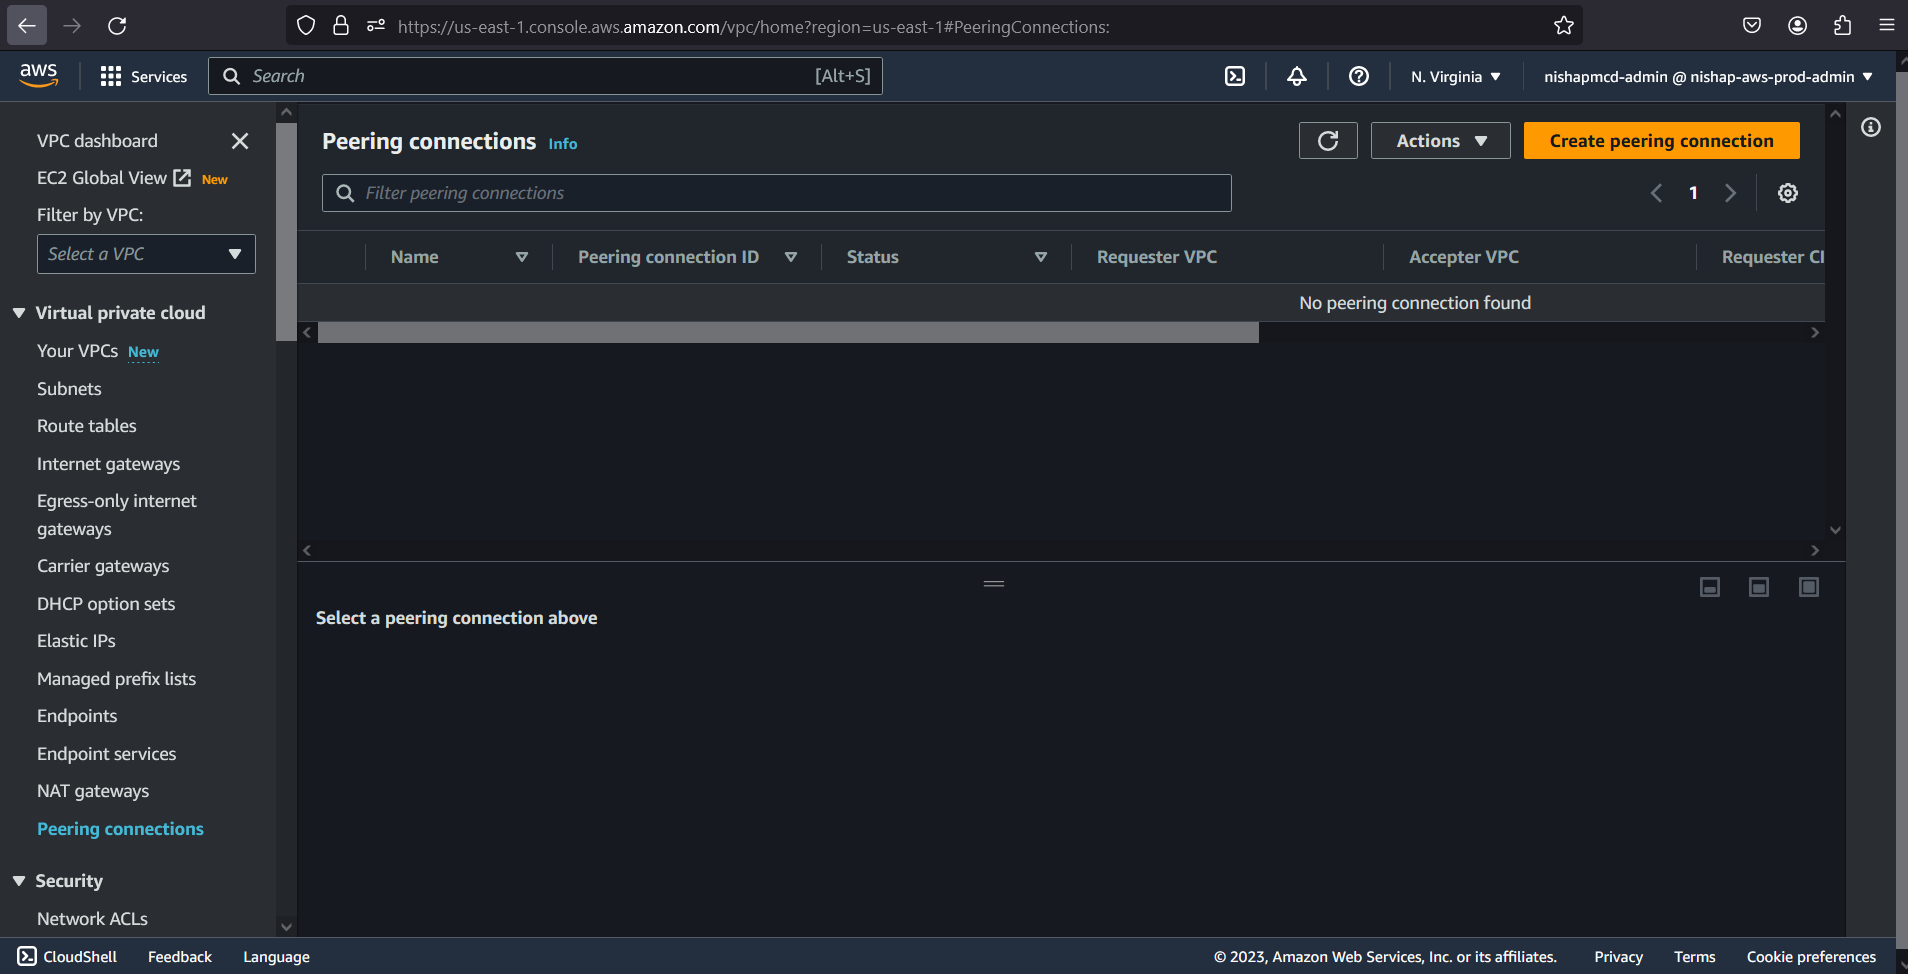 https://us-east-1.console.aws.amazon.com/vpc/home?region=us-east-1#PeeringConnections:
aws
Services
Search
[Alt+S]
N. Virginia
nishapmcd-admin @ nishap-aws-prod-admin
VPC dashboard
EC2 Global View New
Filter by VPC:
Select a VPC
Virtual private cloud
Your VPCs New
Subnets
Route tables
Internet gateways
Egress-only internet
gateways
Carrier gateways
DHCP option sets
Elastic IPs
Managed prefix lists
Endpoints
Endpoint services
NAT gateways
Peering connections
Security
Network ACLs
Peering connections Info
Actions
Create peering connection
Filter peering connections
1
Name
Peering connection ID
Status
Requester VPC
Accepter VPC
Requester CI
No peering connection found
Select a peering connection above
CloudShell
Feedback
Language
© 2023, Amazon Web Services, Inc. or its affiliates.
Privacy
Terms
Cookie preferences